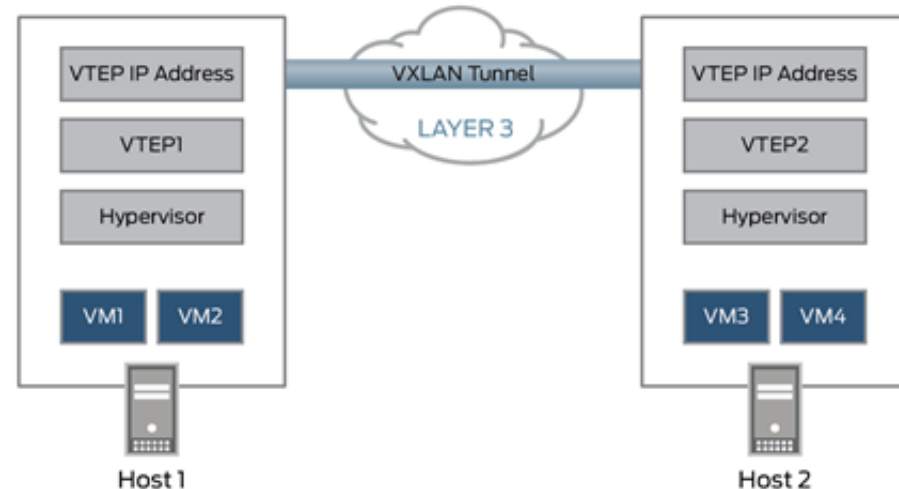 VTEP IP Address
VTEP1
Hypervisor
VM1
VM2
Host 1
VXLAN Tunnel
LAYER 3
VTEP IP Address
VTEP2
Hypervisor
VM3
VM4
Host 2